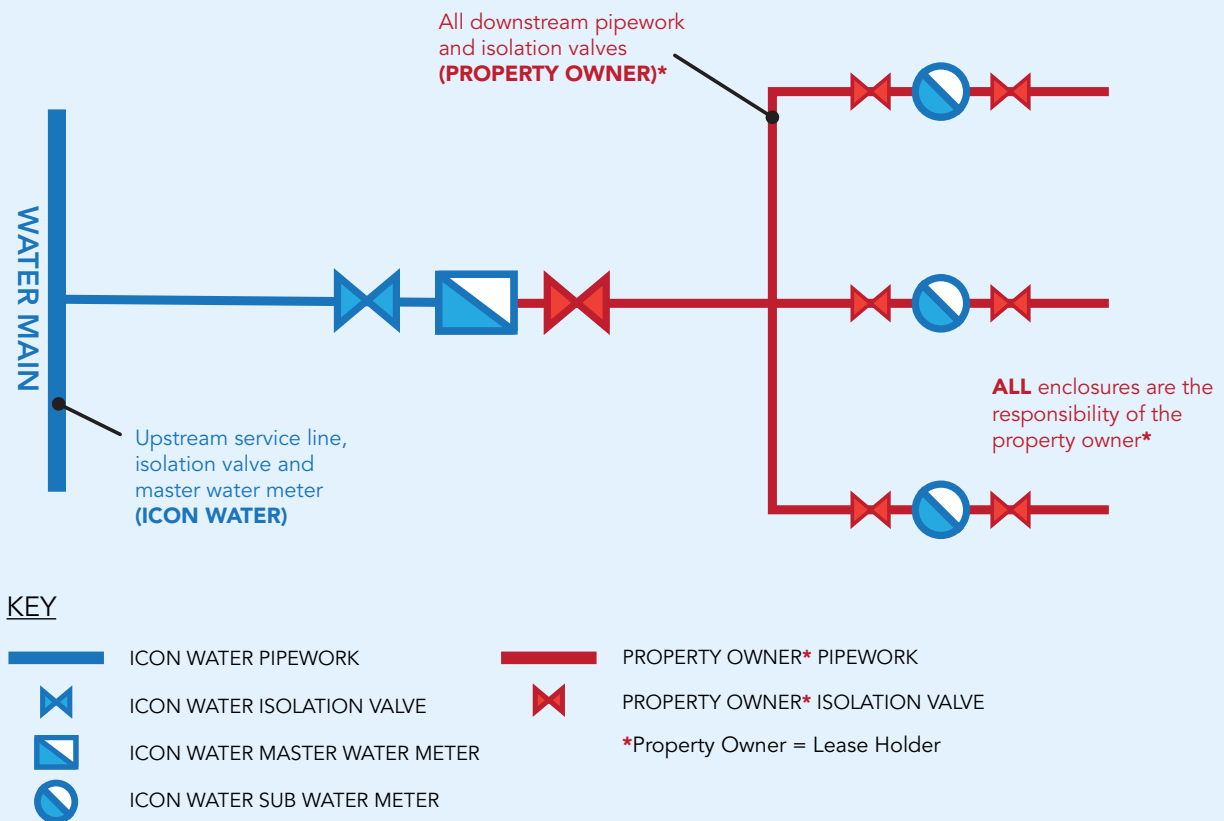 All downstream pipework
and isolation valves
(PROPERTY OWNER)*
WATER MAIN
ALL enclosures are the
responsibility of the
property owner*
Upstream service line,
isolation valve and
master water meter
(ICON WATER)
KEY
ICON WATER PIPEWORK
ICON WATER ISOLATION VALVE
ICON WATER MASTER WATER METER
ICON WATER SUB WATER METER
PROPERTY OWNER* PIPEWORK
PROPERTY OWNER* ISOLATION VALVE
*Property Owner = Lease Holder